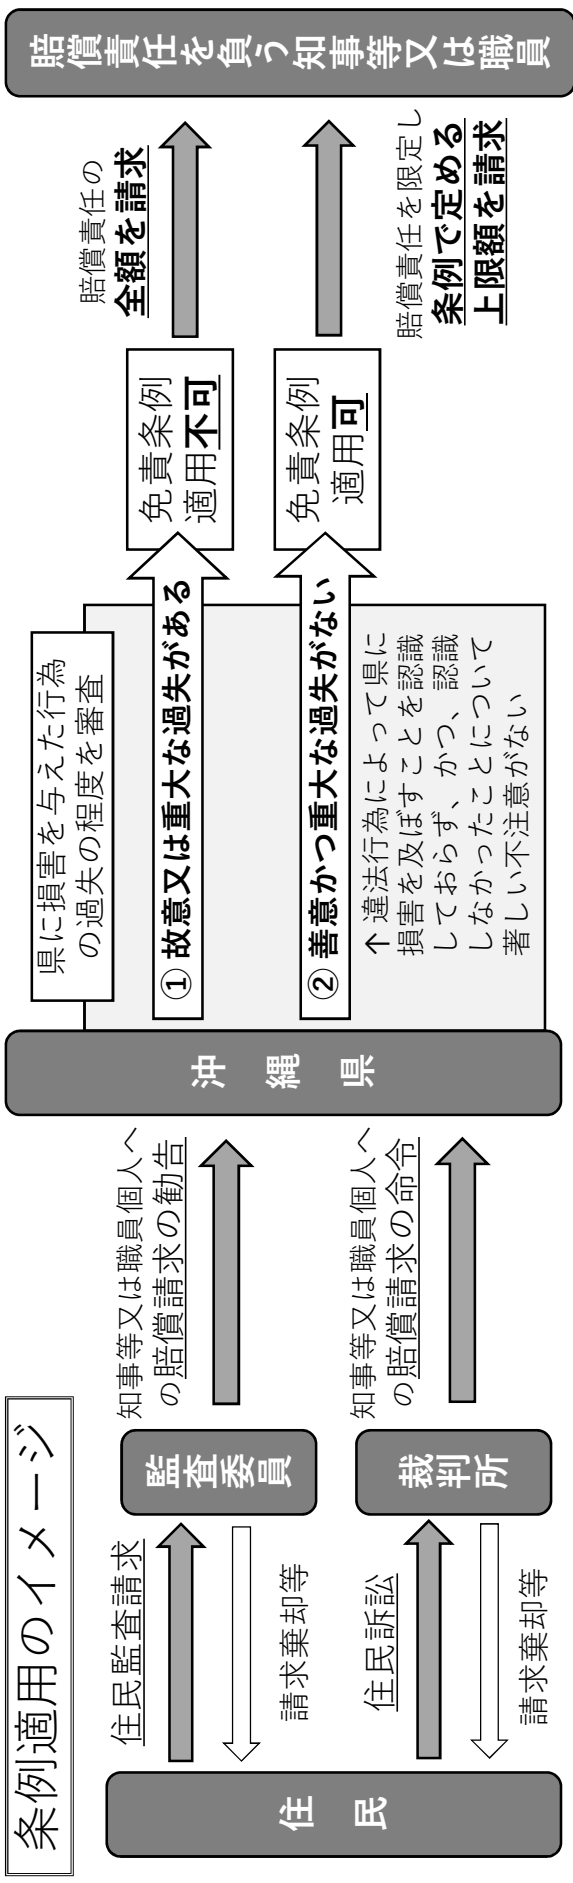 条例適用のイメージ
住民
住民監査請求
請求棄却等
住民訴訟
請求棄却等
監査委員
裁判所
知事等又は職員個人へ
の賠償請求の勧告
知事等又は職員個人へ
の賠償請求の命令
沖縄県
県に損害を与えた行為
の過失の程度を審査
① 故意又は重大な過失がある
② 善意かつ重大な過失がない
↑ 違法行為によって県に
損害を及ぼすことを認識
しておらず、かつ、認識
しなかったことについて
著しい不注意がない
免責条例
適用不可
免責条例
適用可
賠償責任の
全額を請求
賠償責任を限定し
条例で定める
上限額を請求
賠償責任を負う知事等又は職員